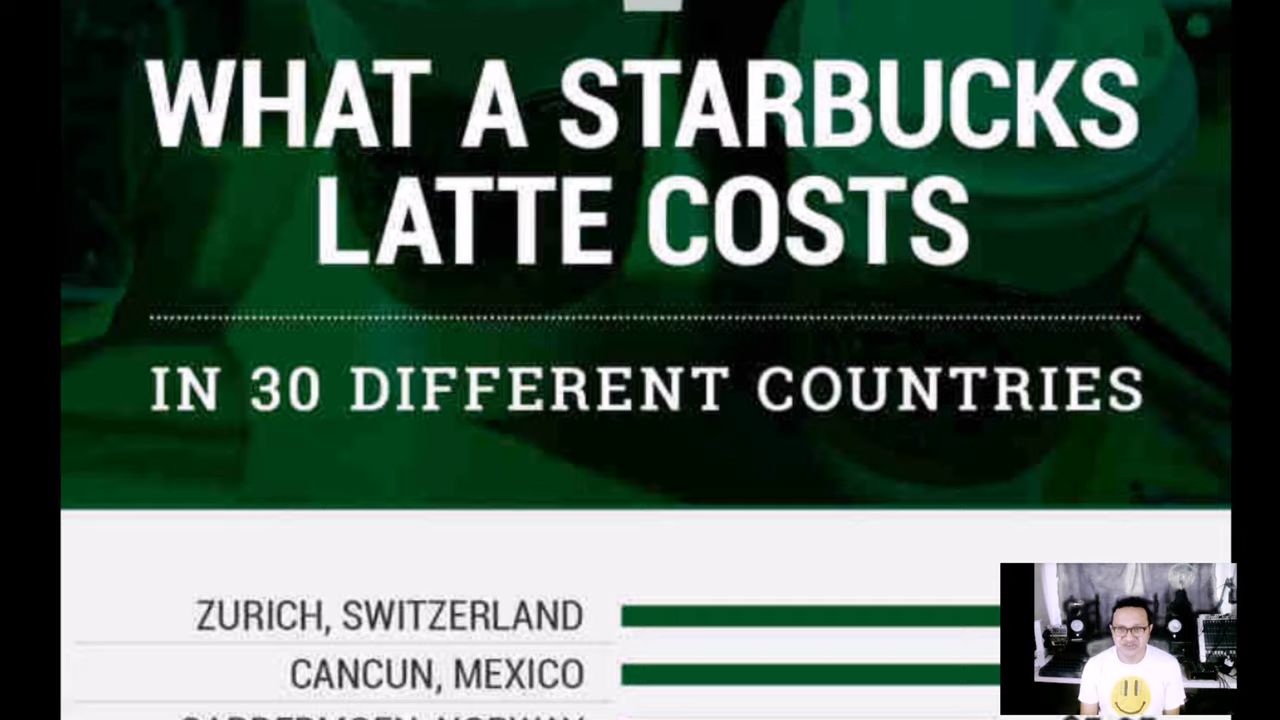 WHAT A STARBUCKS
LATTE COSTS
IN 30 DIFFERENT COUNTRIES
ZURICH, SWITZERLAND
CANCUN, MEXICO